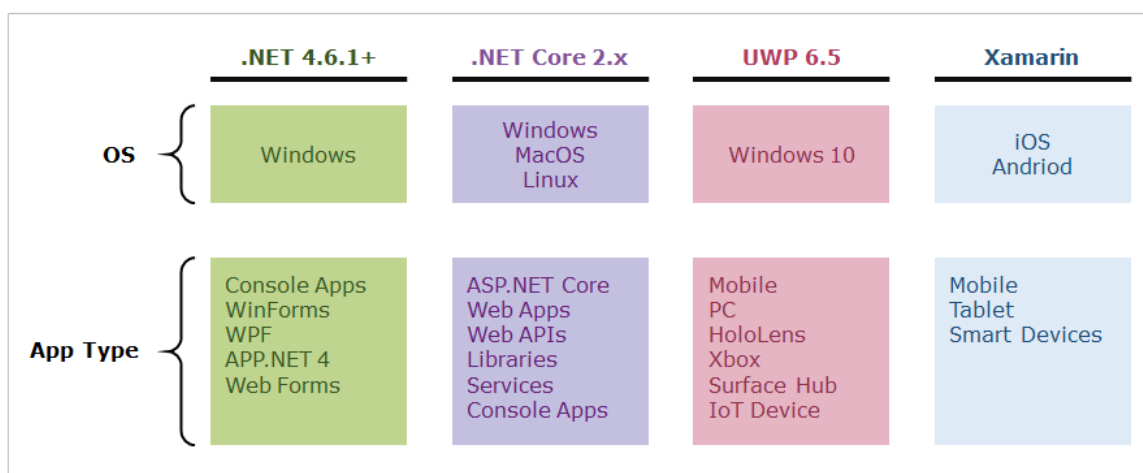 .NET 4.6.1+
.NET Core 2.x
UWP 6.5
Xamarin
OS
Windows
Windows
MacOS
Linux
Windows 10
iOS
Andriod
App Type
Console Apps
WinForms
WPF
APP.NET 4
Web Forms
ASP.NET Core
Web Apps
Web APIs
Libraries
Services
Console Apps
Mobile
PC
HoloLens
Xbox
Surface Hub
IoT Device
Mobile
Tablet
Smart Devices